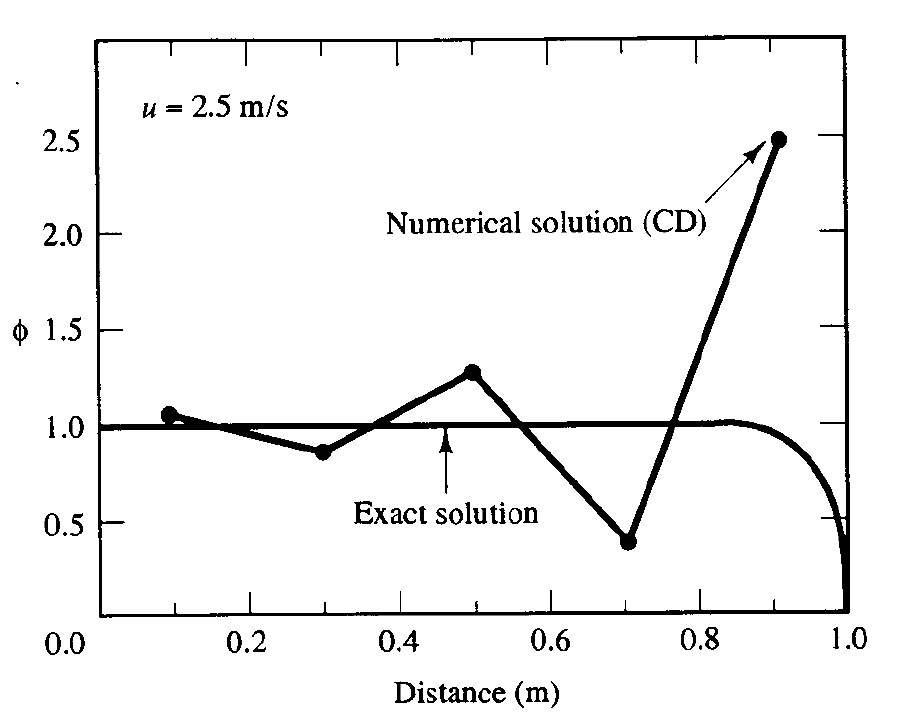 u = 2.5 m/s
2.5
Numerical solution (CD)
2.0
ϕ 1.5
1.0
Exact solution
0.5
0.0 0.2 0.4 0.6 0.8 1.0
Distance (m)